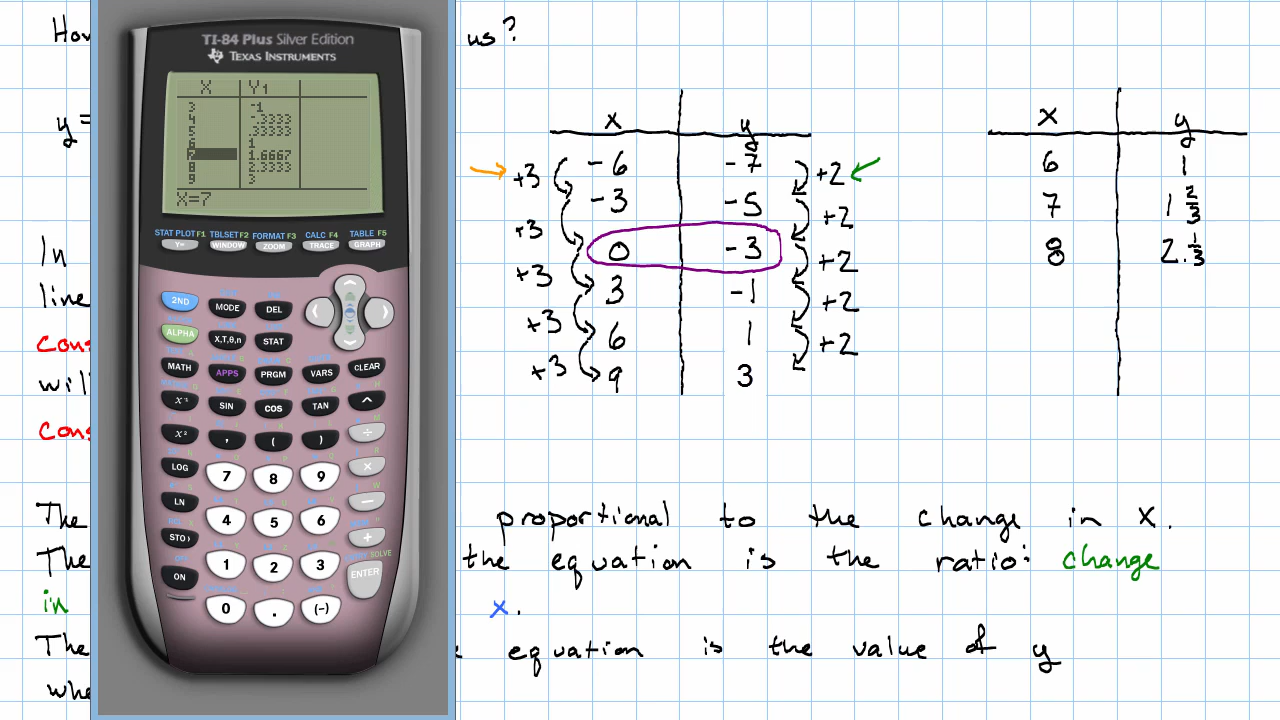 How
us?
y =
In
line
cons
will
cons
TI-84 Plus Silver Edition
TEXAS INSTRUMENTS
X Y1
3 -1
4 -.3333
5 .33333
6 1
7 1.6667
8 2.3333
9 3
X=7
STAT PLOT F1 TBLSET F2 FORMAT F3 CALC F4 TABLE F5
Y= WINDOW ZOOM TRACE GRAPH
2ND MODE DEL
ALPHA X,T,θ,n STAT
MATH APPS PRGM VARS CLEAR
x⁻¹ SIN COS TAN ^
x² , ( ) ÷
LOG 7 8 9 ×
LN 4 5 6 −
STO› 1 2 3 +
ON 0 . (−) ENTER
SOLVE
x y
+3 -6 -7 +2
+3 -3 -5 +2
+3 0 -3 +2
+3 3 -1 +2
+3 6 1 +2
9 3
x y
6 1
7 1 2/3
8 2 1/3
The proportional to the change in x.
The the equation is the ratio: change
in x.
The equation is the value of y
whe